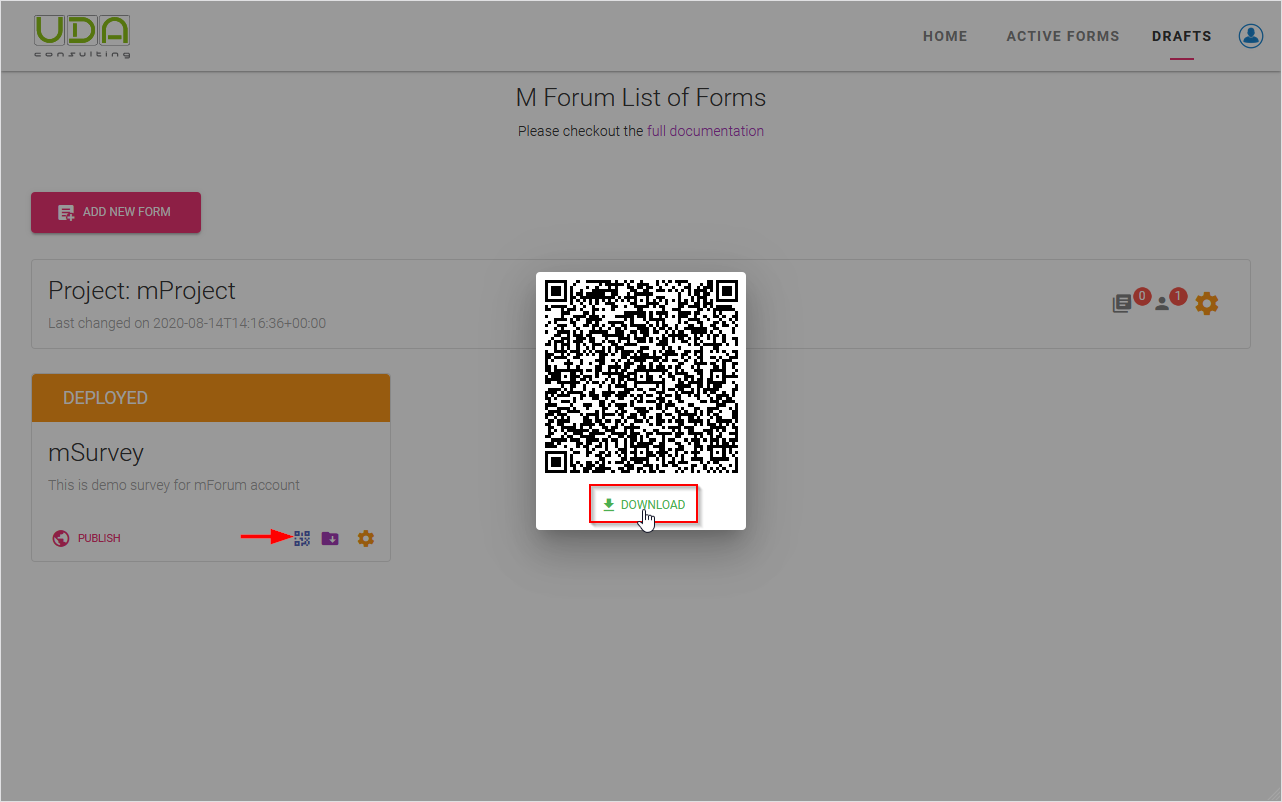 UDA
consulting
HOME
ACTIVE FORMS
DRAFTS
M Forum List of Forms
Please checkout the full documentation
ADD NEW FORM
Project: mProject
Last changed on 2020-08-14T14:16:36+00:00
0
1
DEPLOYED
mSurvey
This is demo survey for mForum account
PUBLISH
DOWNLOAD